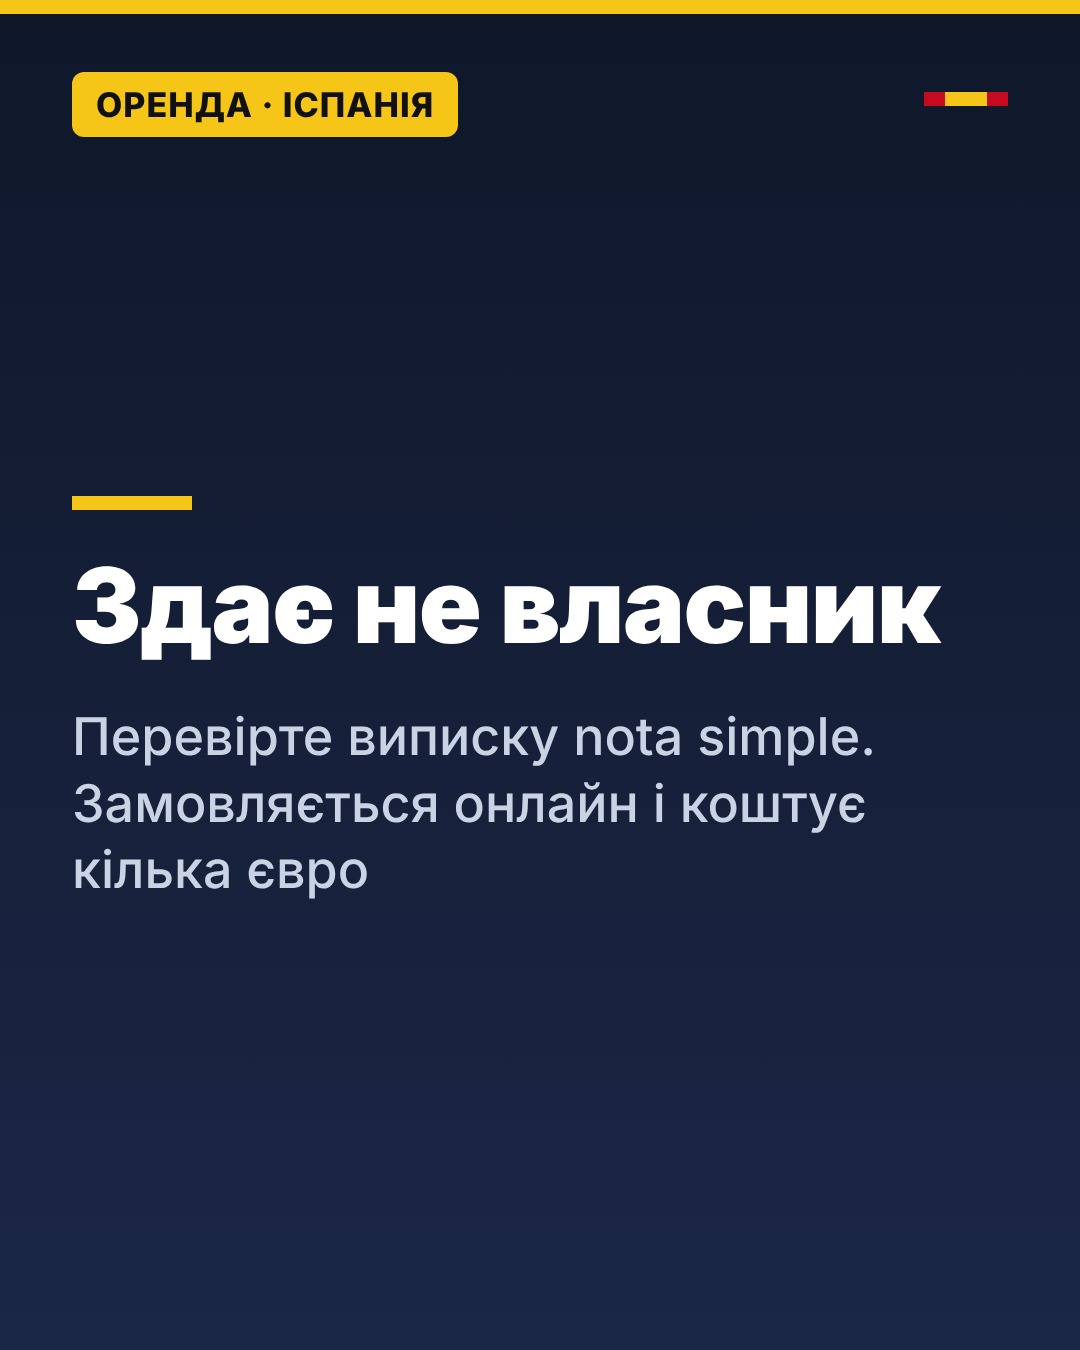 ОРЕНДА · ІСПАНІЯ
Здає не власник
Перевірте виписку nota simple.
Замовляється онлайн і коштує
кілька євро